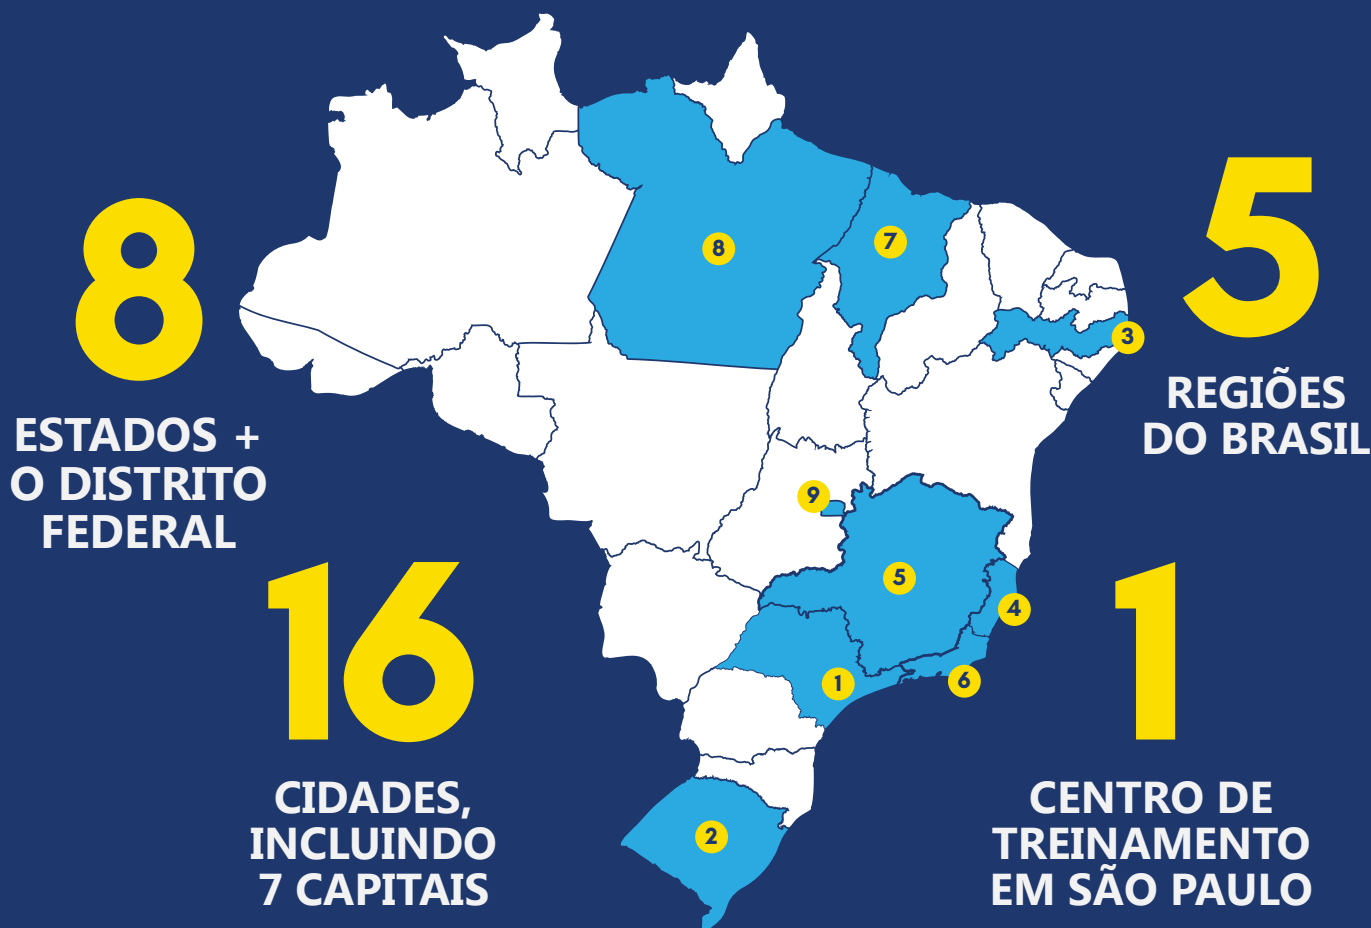 8
ESTADOS +
O DISTRITO
FEDERAL
16
CIDADES,
INCLUINDO
7 CAPITAIS
8
7
3
9
5
4
1
6
2
5
REGIÕES
DO BRASIL
1
CENTRO DE
TREINAMENTO
EM SÃO PAULO